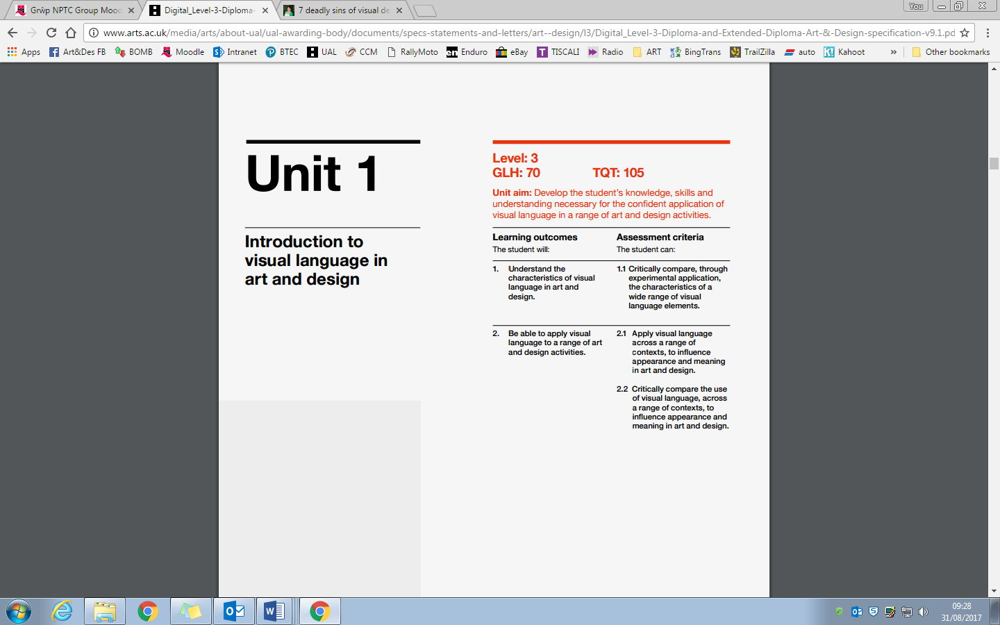 Grŵp NPTC Group Mood
Digital_Level-3-Diploma-
7 deadly sins of visual de
You
www.arts.ac.uk/media/arts/about-ual/ual-awarding-body/documents/specs-statements-and-letters/art--design/l3/Digital_Level-3-Diploma-and-Extended-Diploma-Art-&-Design-specification-v9.1.pd
Apps Art&Des FB BOMB Moodle Intranet BTEC UAL CCM RallyMoto en Enduro eBay TISCALI Radio ART BingTrans TrailZilla auto Kahoot » Other bookmarks
Unit 1
Introduction to
visual language in
art and design
Level: 3
GLH: 70 TQT: 105
Unit aim: Develop the student's knowledge, skills and
understanding necessary for the confident application of
visual language in a range of art and design activities.
Learning outcomes
The student will:
Assessment criteria
The student can:
1. Understand the
characteristics of visual
language in art and
design.
1.1 Critically compare, through
experimental application,
the characteristics of a
wide range of visual
language elements.
2. Be able to apply visual
language to a range of art
and design activities.
2.1 Apply visual language
across a range of
contexts, to influence
appearance and meaning
in art and design.
2.2 Critically compare the use
of visual language, across
a range of contexts, to
influence appearance and
meaning in art and design.
09:28
31/08/2017